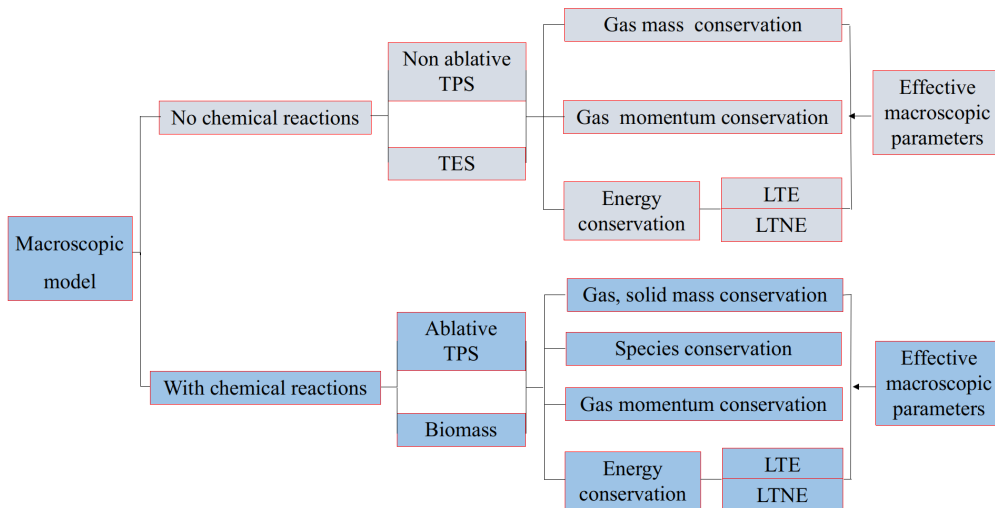 Macroscopic
model
No chemical reactions
Non ablative
TPS
TES
Gas mass conservation
Gas momentum conservation
Energy
conservation
LTE
LTNE
Effective
macroscopic
parameters
With chemical reactions
Ablative
TPS
Biomass
Gas, solid mass conservation
Species conservation
Gas momentum conservation
Energy
conservation
LTE
LTNE
Effective
macroscopic
parameters